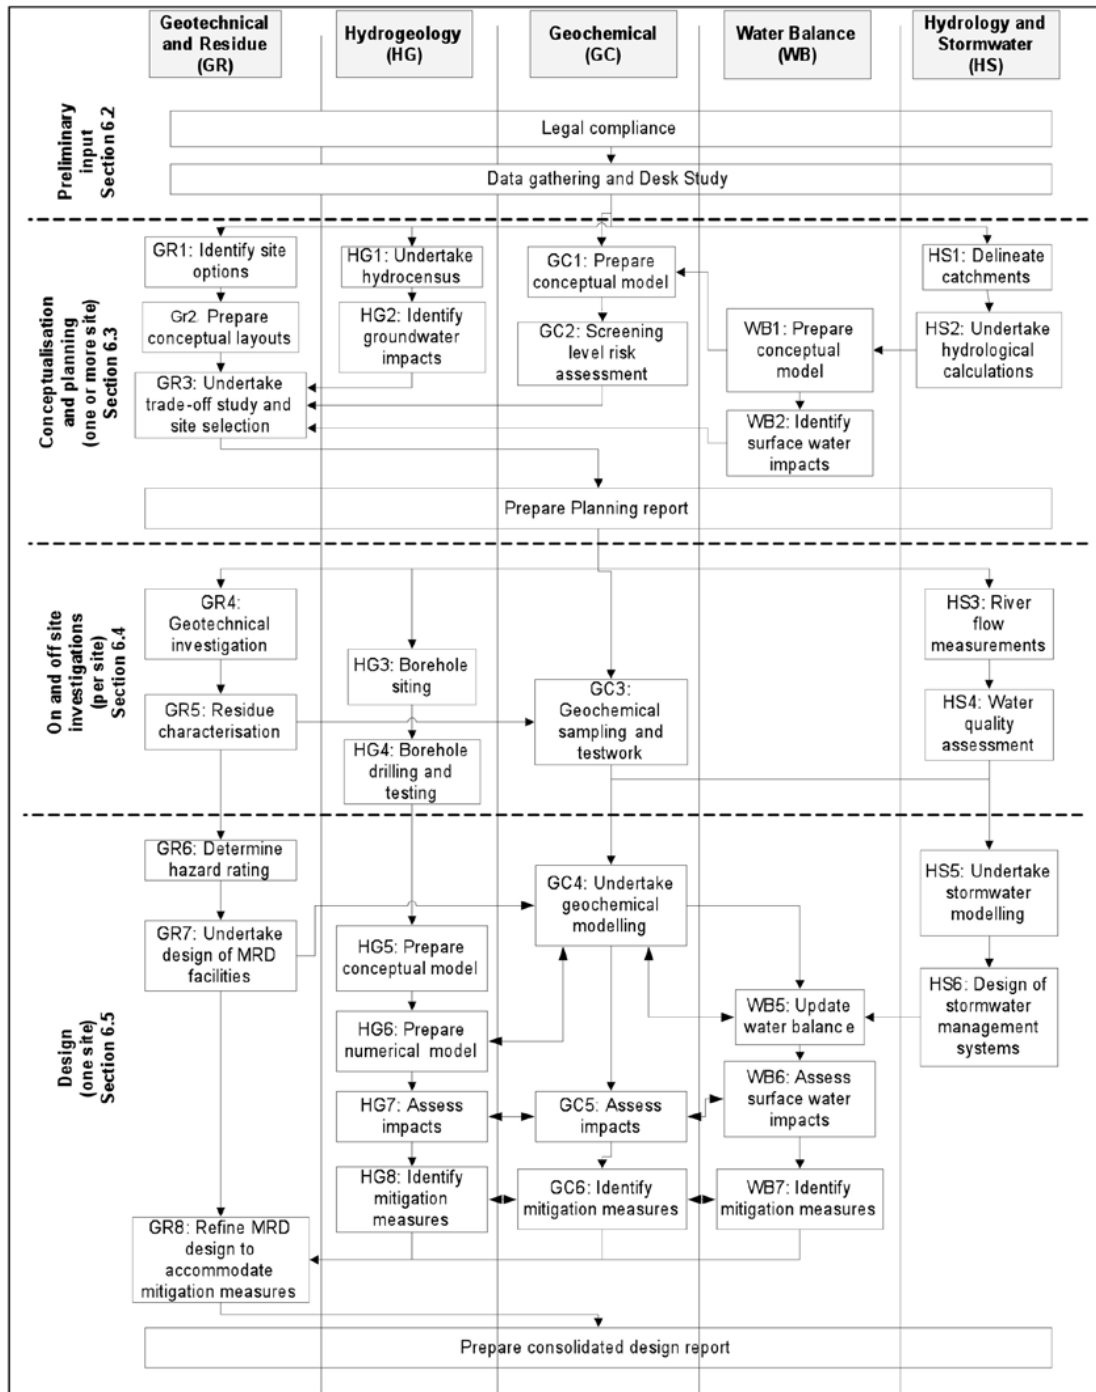 Geotechnical
and Residue
(GR)
Hydrogeology
(HG)
Geochemical
(GC)
Water Balance
(WB)
Hydrology and
Stormwater
(HS)
Preliminary
input
Section 6.2
Legal compliance
Data gathering and Desk Study
Conceptualisation
and planning
(one or more site)
Section 6.3
GR1: Identify site
options
HG1: Undertake
hydrocensus
GC1: Prepare
conceptual model
HS1: Delineate
catchments
Gr2. Prepare
conceptual layouts
HG2: Identify
groundwater
impacts
GC2: Screening
level risk
assessment
WB1: Prepare
conceptual
model
HS2: Undertake
hydrological
calculations
GR3: Undertake
trade-off study and
site selection
WB2: Identify
surface water
impacts
Prepare Planning report
On and off site
investigations
(per site)
Section 6.4
GR4:
Geotechnical
investigation
HG3: Borehole
siting
GC3:
Geochemical
sampling and
testwork
HS3: River
flow
measurements
GR5: Residue
characterisation
HG4: Borehole
drilling and
testing
HS4: Water
quality
assessment
Design
(one site)
Section 6.5
GR6: Determine
hazard rating
GC4: Undertake
geochemical
modelling
HS5: Undertake
stormwater
modelling
GR7: Undertake
design of MRD
facilities
HG5: Prepare
conceptual model
WB5: Update
water balance
HS6: Design of
stormwater
management
systems
HG6: Prepare
numerical model
HG7: Assess
impacts
GC5: Assess
impacts
WB6: Assess
surface water
impacts
HG8: Identify
mitigation
measures
GC6: Identify
mitigation measures
WB7: Identify
mitigation measures
GR8: Refine MRD
design to
accommodate
mitigation measures
Prepare consolidated design report